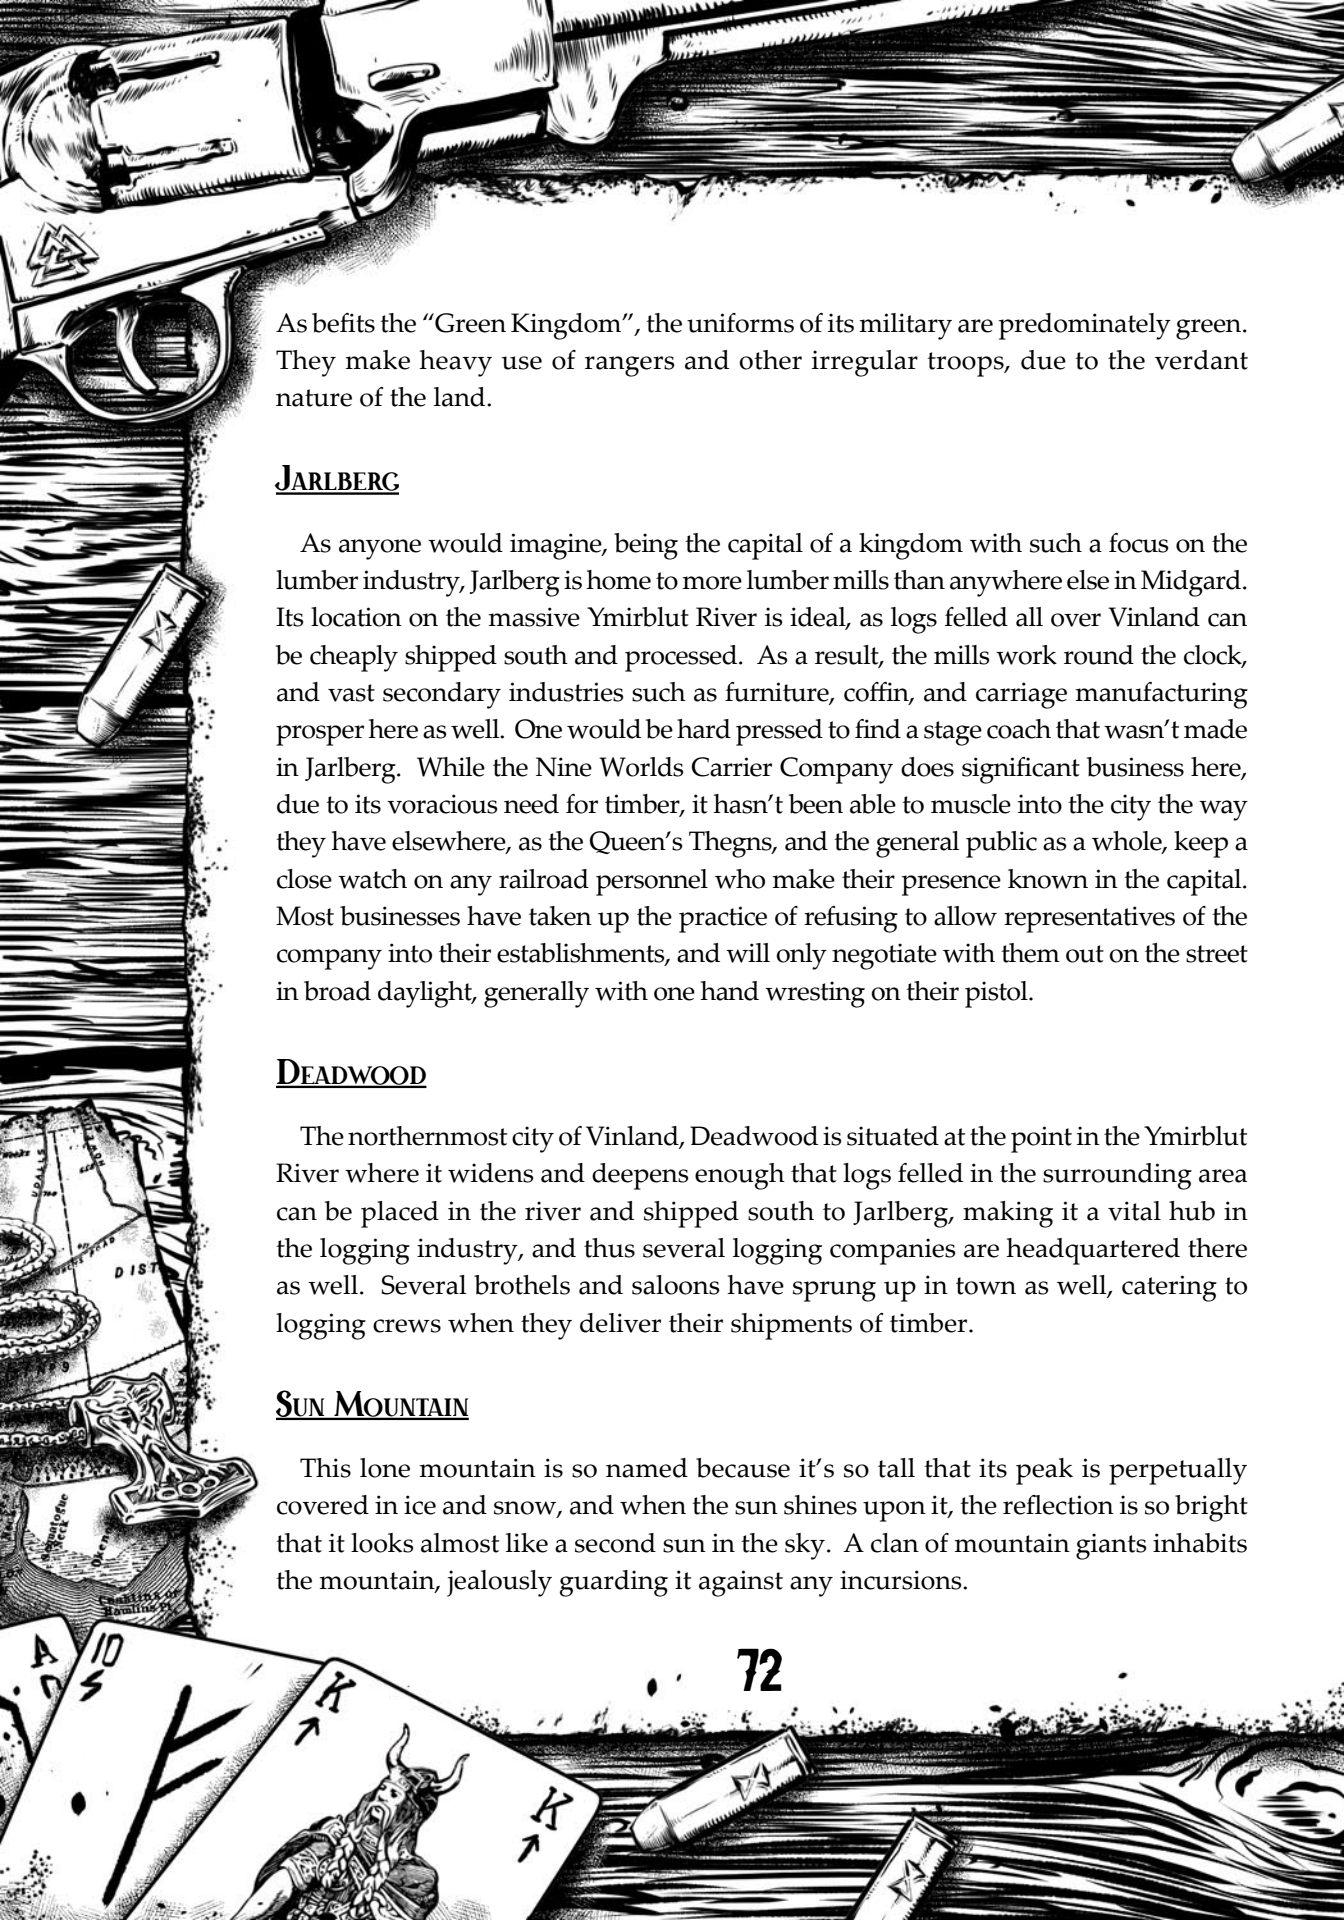 As befits the “Green Kingdom”, the uniforms of its military are predominately green.
They make heavy use of rangers and other irregular troops, due to the verdant
nature of the land.
Jarlberg
As anyone would imagine, being the capital of a kingdom with such a focus on the
lumber industry, Jarlberg is home to more lumber mills than anywhere else in Midgard.
Its location on the massive Ymirblut River is ideal, as logs felled all over Vinland can
be cheaply shipped south and processed.  As a result, the mills work round the clock,
and vast secondary industries such as furniture, coffin, and carriage manufacturing
prosper here as well.  One would be hard pressed to find a stage coach that wasn’t made
in Jarlberg.  While the Nine Worlds Carrier Company does significant business here,
due to its voracious need for timber, it hasn’t been able to muscle into the city the way
they have elsewhere, as the Queen’s Thegns, and the general public as a whole, keep a
close watch on any railroad personnel who make their presence known in the capital.
Most businesses have taken up the practice of refusing to allow representatives of the
company into their establishments, and will only negotiate with them out on the street
in broad daylight, generally with one hand wresting on their pistol.
Deadwood
The northernmost city of Vinland, Deadwood is situated at the point in the Ymirblut
River where it widens and deepens enough that logs felled in the surrounding area
can be placed in the river and shipped south to Jarlberg, making it a vital hub in
the logging industry, and thus several logging companies are headquartered there
as well.  Several brothels and saloons have sprung up in town as well, catering to
logging crews when they deliver their shipments of timber.
Sun Mountain
This lone mountain is so named because it’s so tall that its peak is perpetually
covered in ice and snow, and when the sun shines upon it, the reflection is so bright
that it looks almost like a second sun in the sky.  A clan of mountain giants inhabits
the mountain, jealously guarding it against any incursions.
72
DIST
A
10
K
K